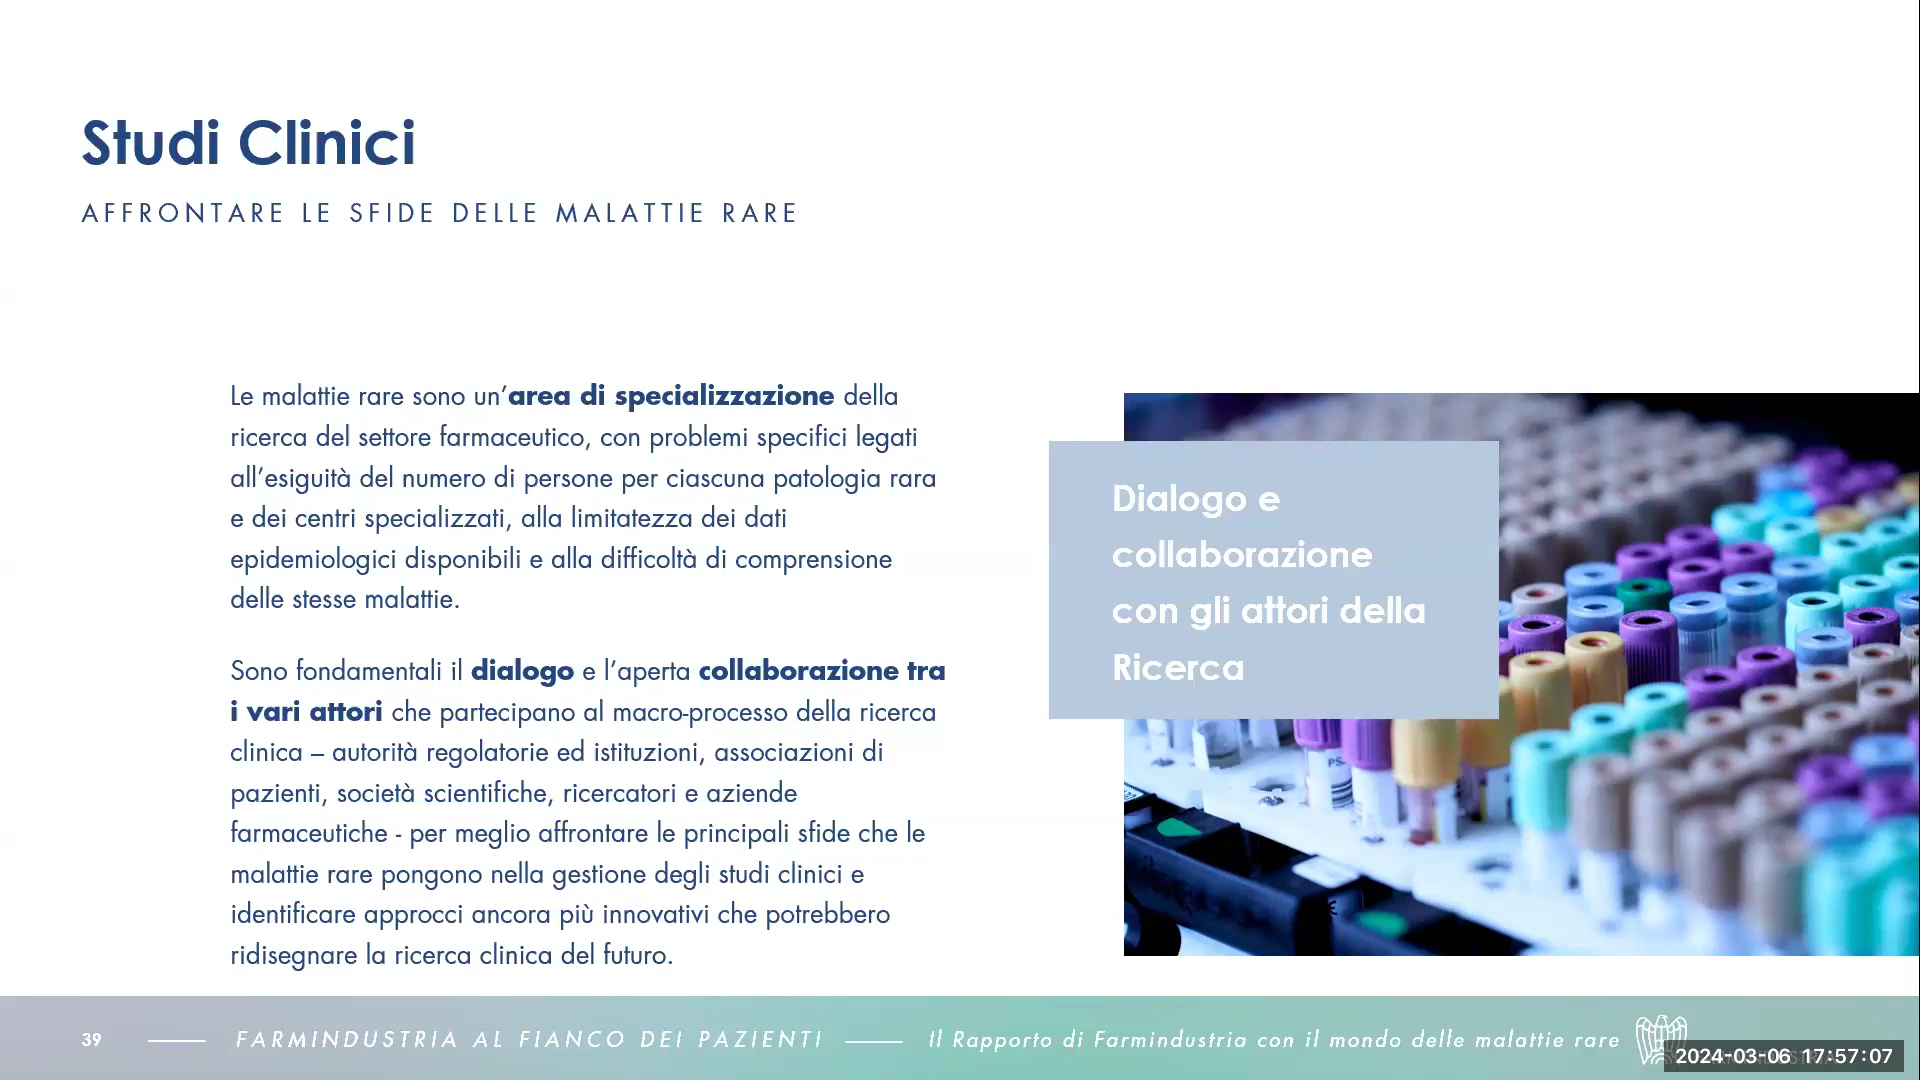 Studi Clinici
AFFRONTARE LE SFIDE DELLE MALATTIE RARE
Le malattie rare sono un’area di specializzazione della
ricerca del settore farmaceutico, con problemi specifici legati
all’esiguità del numero di persone per ciascuna patologia rara
e dei centri specializzati, alla limitatezza dei dati
epidemiologici disponibili e alla difficoltà di comprensione
delle stesse malattie.
Sono fondamentali il dialogo e l’aperta collaborazione tra
i vari attori che partecipano al macro-processo della ricerca
clinica – autorità regolatorie ed istituzioni, associazioni di
pazienti, società scientifiche, ricercatori e aziende
farmaceutiche - per meglio affrontare le principali sfide che le
malattie rare pongono nella gestione degli studi clinici e
identificare approcci ancora più innovativi che potrebbero
ridisegnare la ricerca clinica del futuro.
Dialogo e
collaborazione
con gli attori della
Ricerca
39 FARMINDUSTRIA AL FIANCO DEI PAZIENTI Il Rapporto di Farmindustria con il mondo delle malattie rare
2024-03-06 17:57:07